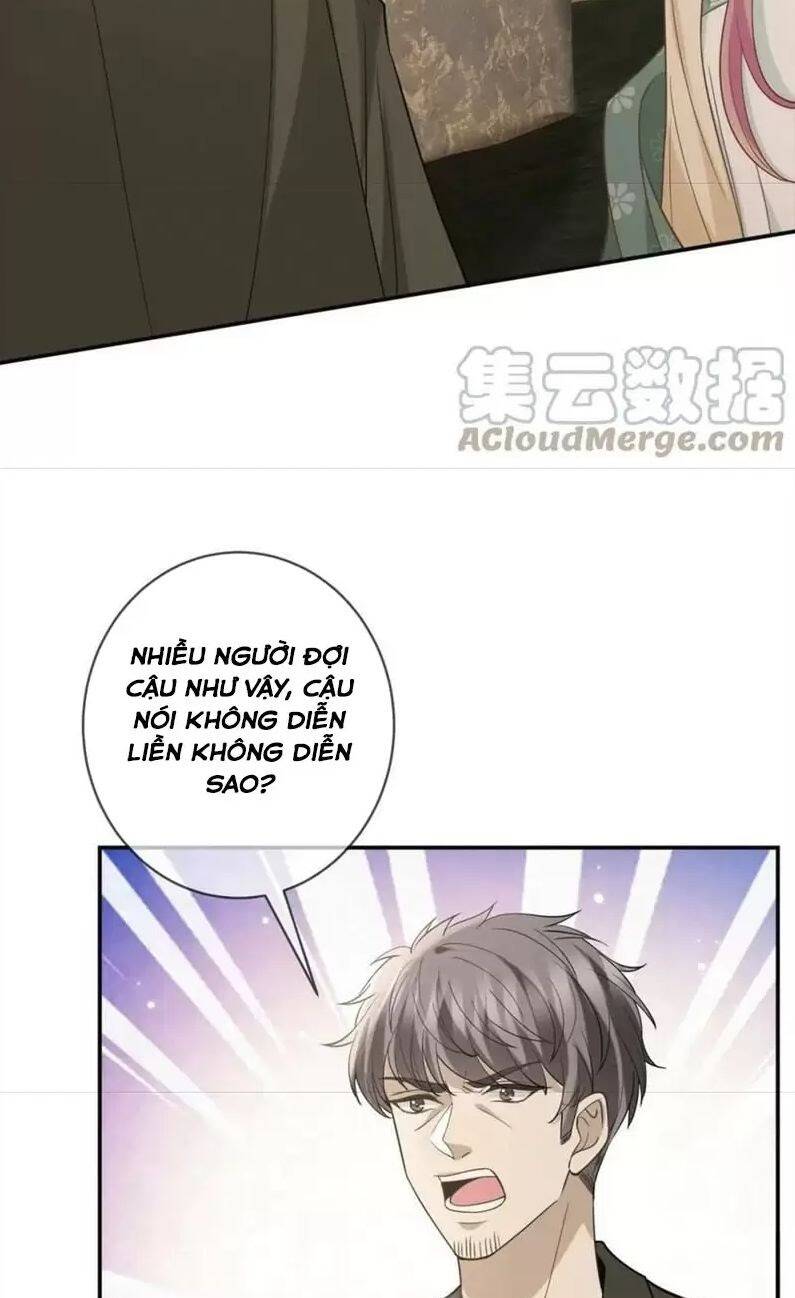 集云数据
ACloudMerge.com
NHIỀU NGƯỜI ĐỢI
CẬU NHƯ VẬY, CẬU
NÓI KHÔNG DIỄN
LIỀN KHÔNG DIỄN
SAO?